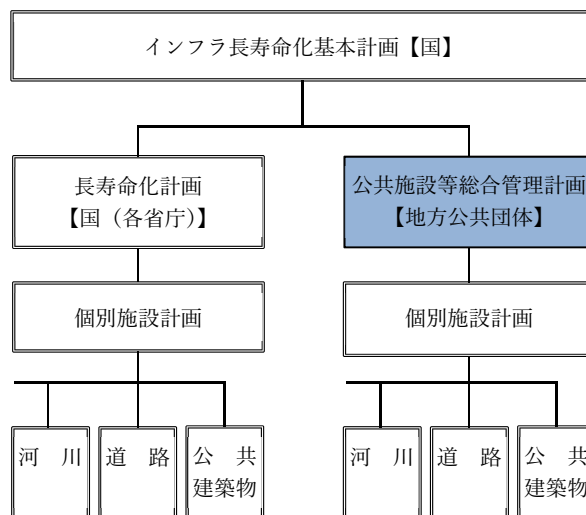 インフラ長寿命化基本計画【国】
長寿命化計画
【国（各省庁）】
公共施設等総合管理計画
【地方公共団体】
個別施設計画
個別施設計画
河 川
道 路
公 共
建築物
河 川
道 路
公 共
建築物